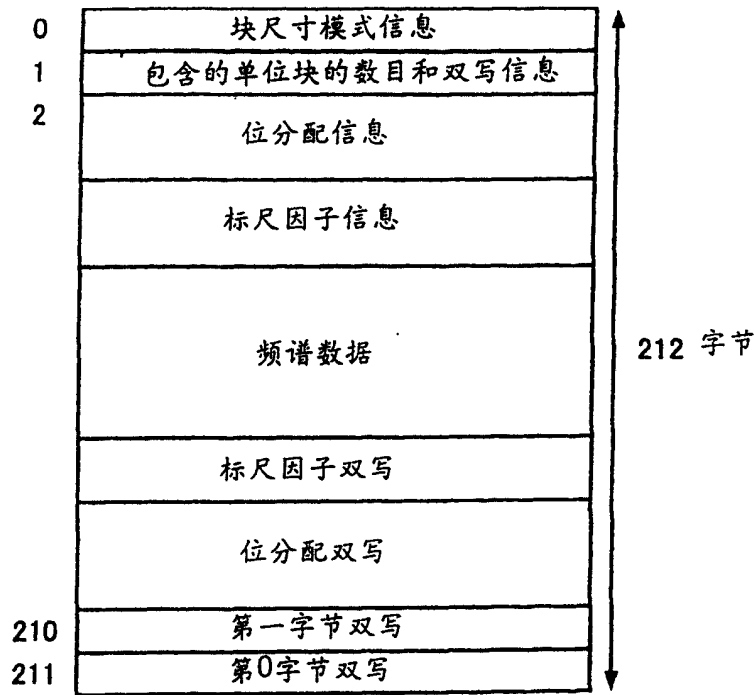 0 块尺寸模式信息
1 包含的单位块的数目和双写信息
2 位分配信息
标尺因子信息
频谱数据
212 字节
标尺因子双写
位分配双写
210 第一字节双写
211 第0字节双写